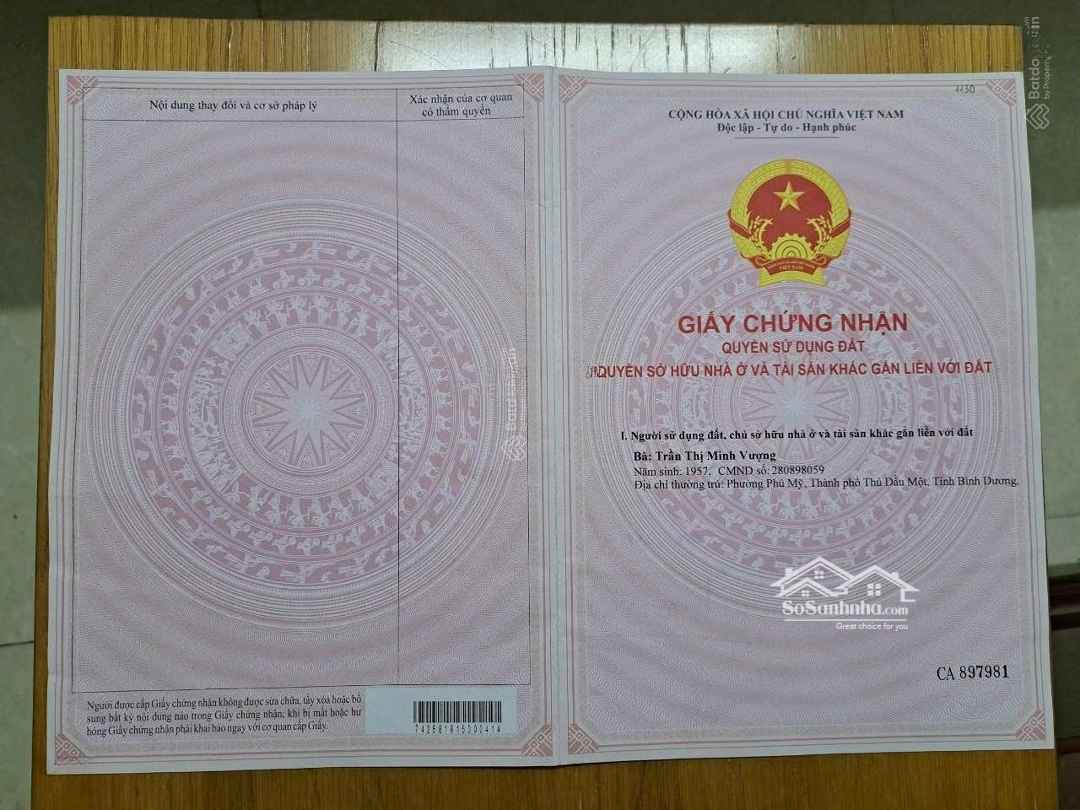 Nội dung thay đổi và cơ sở pháp lý
Xác nhận của cơ quan
có thẩm quyền
Người được cấp Giấy chứng nhận không được sửa chữa, tẩy xóa hoặc bổ
sung bất kỳ nội dung nào trong Giấy chứng nhận; khi bị mất hoặc hư
hỏng Giấy chứng nhận phải khai báo ngay với cơ quan cấp Giấy.
742581915000414
1130
CỘNG HÒA XÃ HỘI CHỦ NGHĨA VIỆT NAM
Độc lập - Tự do - Hạnh phúc
VIỆT NAM
GIẤY CHỨNG NHẬN
QUYỀN SỬ DỤNG ĐẤT
QUYỀN SỞ HỮU NHÀ Ở VÀ TÀI SẢN KHÁC GẮN LIỀN VỚI ĐẤT
I. Người sử dụng đất, chủ sở hữu nhà ở và tài sản khác gắn liền với đất
Bà: Trần Thị Minh Vượng
Năm sinh: 1957, CMND số: 280898059
Địa chỉ thường trú: Phường Phú Mỹ, Thành phố Thủ Dầu Một, Tỉnh Bình Dương.
SoSanhnha.com
Great choice for you
CA 897981